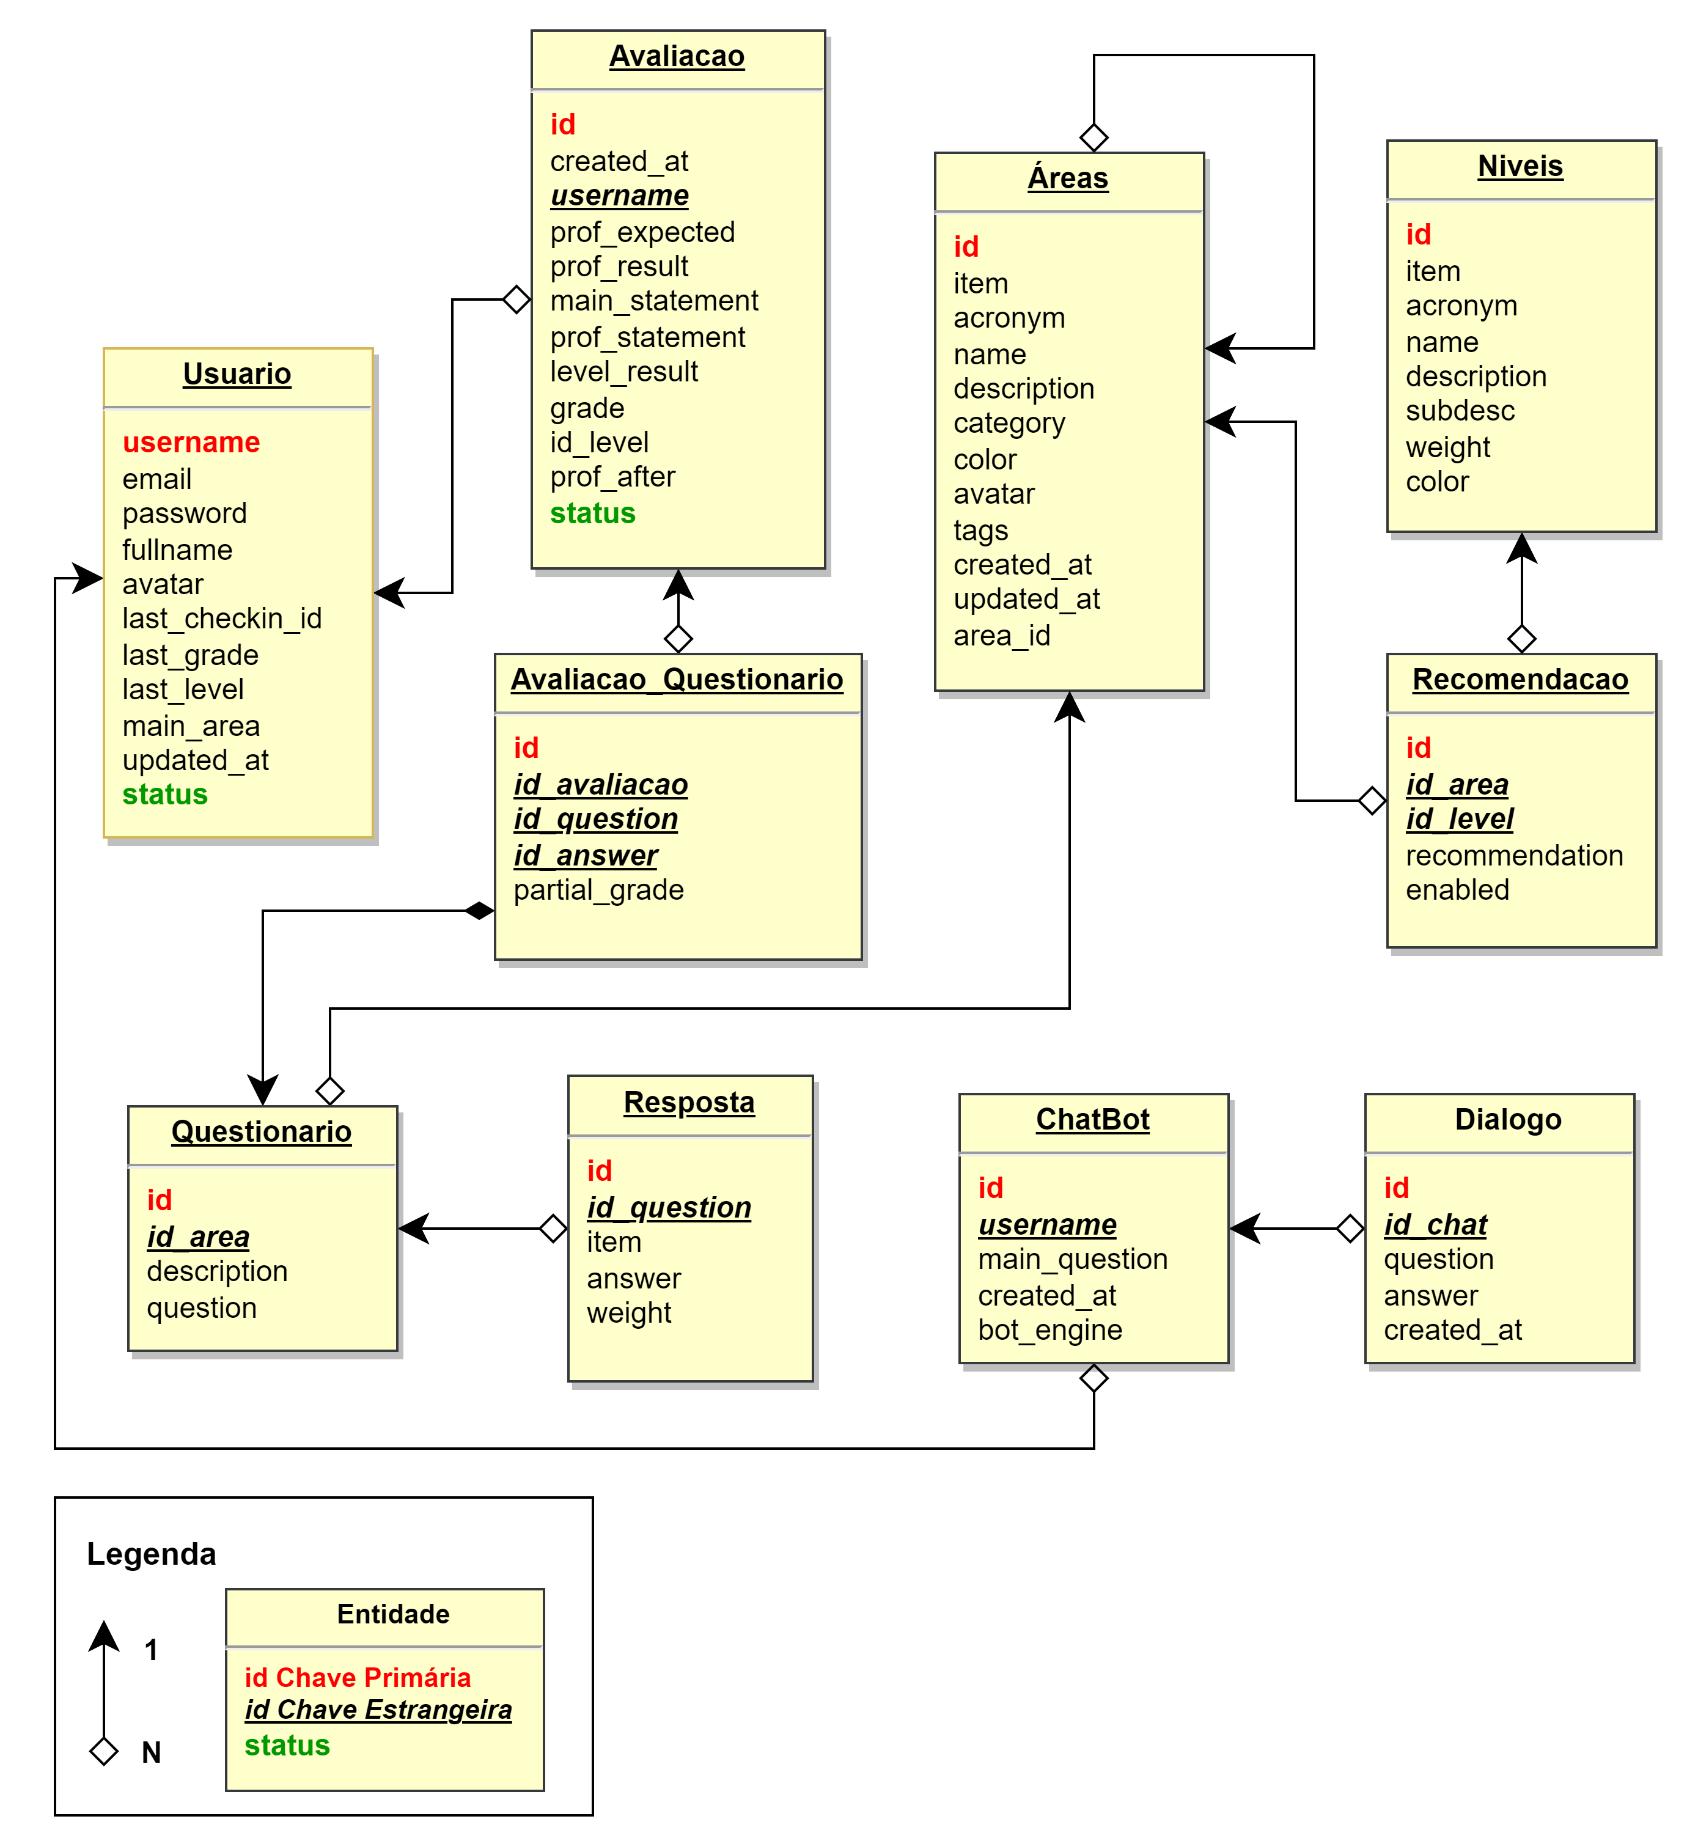 Avaliacao
id
created_at
username
prof_expected
prof_result
main_statement
prof_statement
level_result
grade
id_level
prof_after
status
Áreas
id
item
acronym
name
description
category
color
avatar
tags
created_at
updated_at
area_id
Niveis
id
item
acronym
name
description
subdesc
weight
color
Usuario
username
email
password
fullname
avatar
last_checkin_id
last_grade
last_level
main_area
updated_at
status
Avaliacao_Questionario
id
id_avaliacao
id_question
id_answer
partial_grade
Recomendacao
id
id_area
id_level
recommendation
enabled
Questionario
id
id_area
description
question
Resposta
id
id_question
item
answer
weight
ChatBot
id
username
main_question
created_at
bot_engine
Dialogo
id
id_chat
question
answer
created_at
Legenda
1
N
Entidade
id Chave Primária
id Chave Estrangeira
status